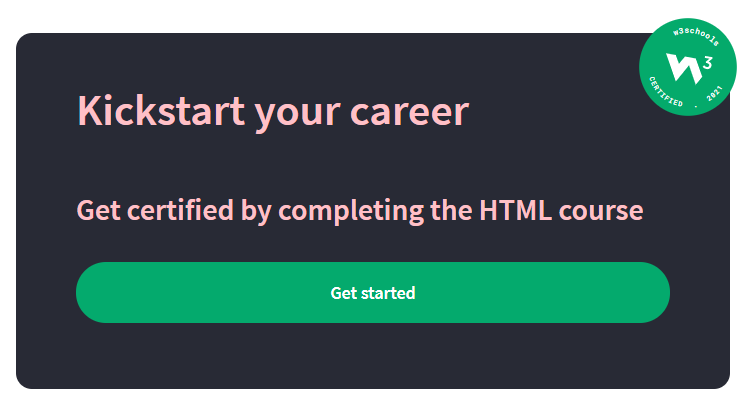 w3schools
W3
CERTIFIED . 2021
Kickstart your career
Get certified by completing the HTML course
Get started